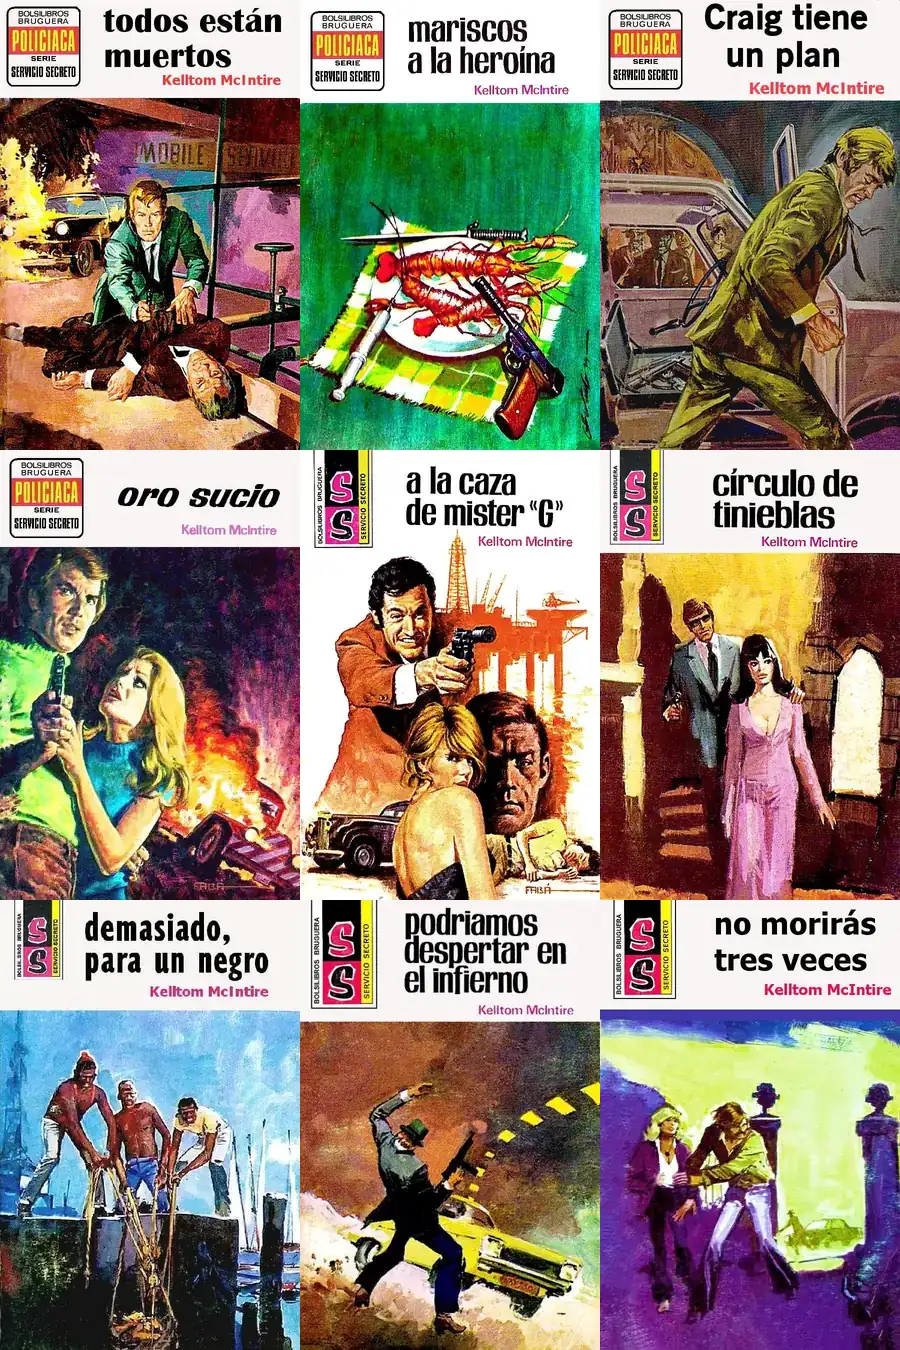 BOLSILIBROS
BRUGUERA
POLICIACA
SERIE
SERVICIO SECRETO
todos están
muertos
Kelltom McIntire
MOBILE SERVICE
BOLSILIBROS
BRUGUERA
POLICIACA
SERIE
SERVICIO SECRETO
mariscos
a la heroína
Kelltom McIntire
BOLSILIBROS
BRUGUERA
POLICIACA
SERIE
SERVICIO SECRETO
Craig tiene
un plan
Kelltom McIntire
BOLSILIBROS
BRUGUERA
POLICIACA
SERIE
SERVICIO SECRETO
oro sucio
Kelltom McIntire
FABÁ
BOLSILIBROS BRUGUERA
SS
SERVICIO SECRETO
a la caza
de mister «G»
Kelltom McIntire
FABÁ
BOLSILIBROS BRUGUERA
SS
SERVICIO SECRETO
círculo de
tinieblas
Kelltom McIntire
BOLSILIBROS BRUGUERA
SS
SERVICIO SECRETO
demasiado,
para un negro
Kelltom McIntire
BOLSILIBROS BRUGUERA
SS
SERVICIO SECRETO
podriamos
despertar en
el infierno
Kelltom McIntire
BOLSILIBROS BRUGUERA
SS
SERVICIO SECRETO
no morirás
tres veces
Kelltom McIntire